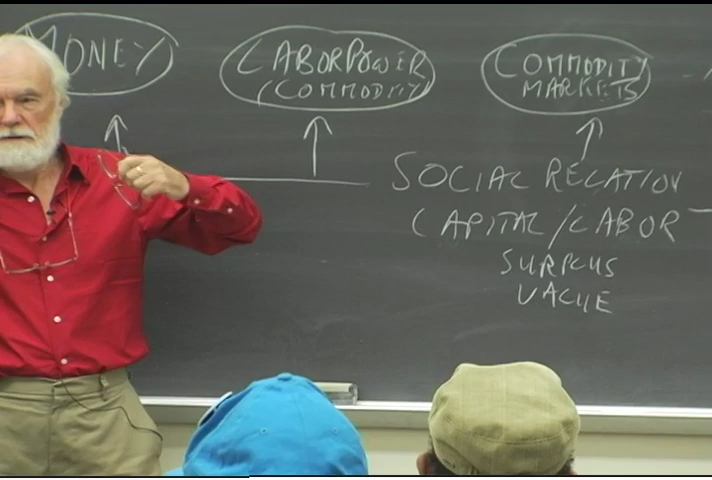 MONEY
LABORPOWER
/COMMODITY
COMMODITY
MARKETS
SOCIAL RELATION
CAPITAL/LABOR
SURPLUS
VALUE